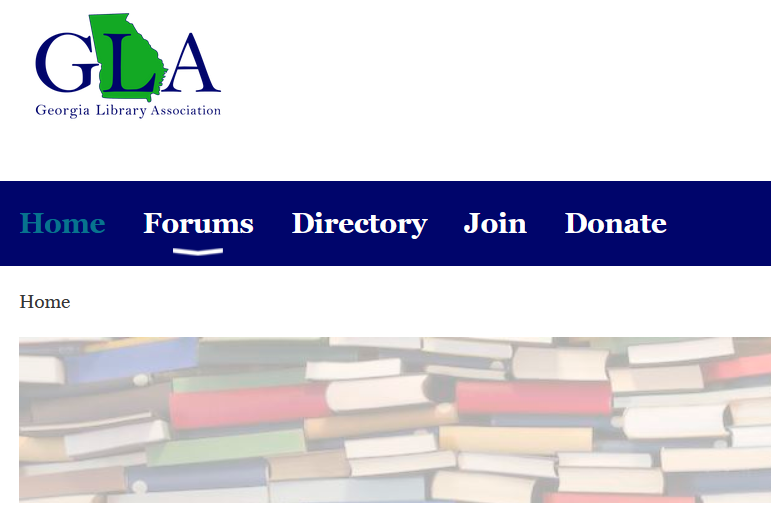 GLA
Georgia Library Association
Home Forums Directory Join Donate
Home